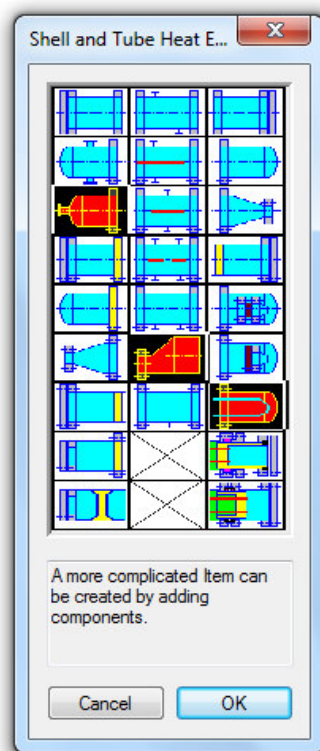 Shell and Tube Heat E...
A more complicated Item can
be created by adding
components.
Cancel
OK